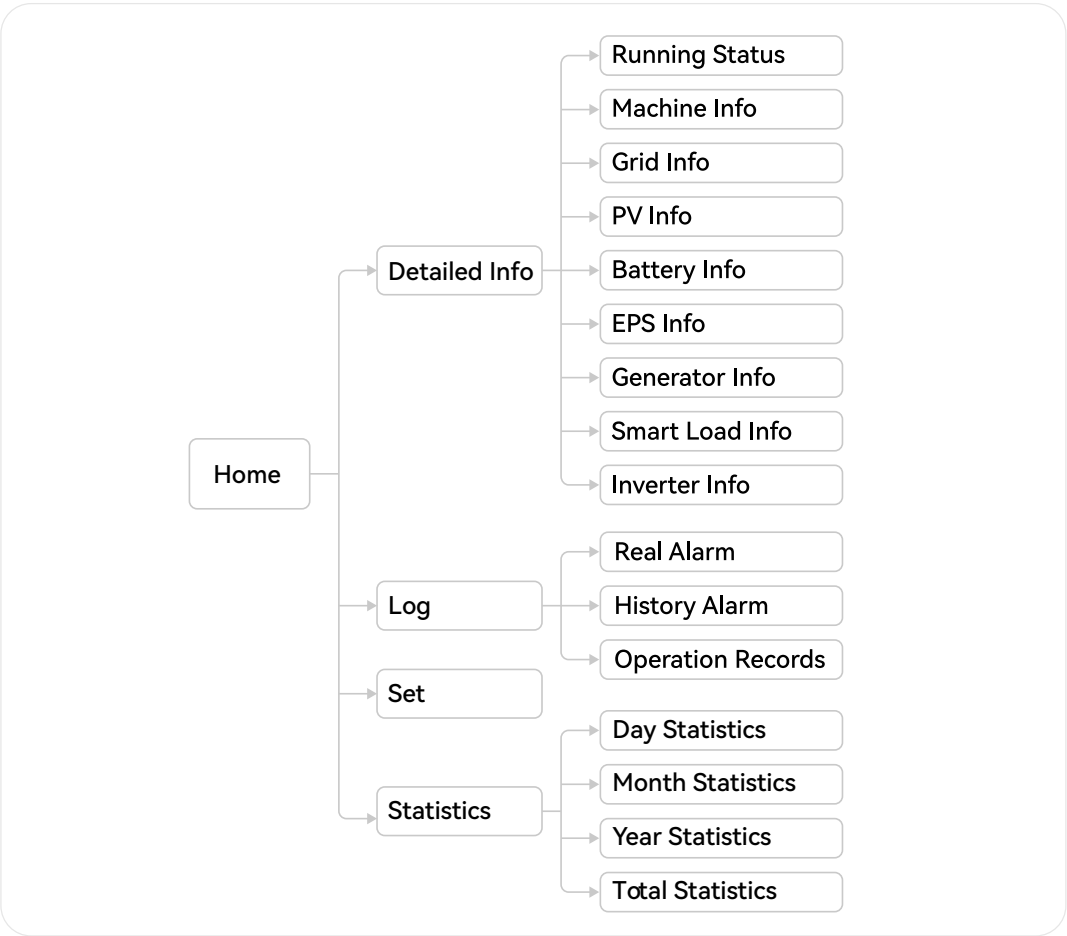 Home
Detailed Info
Running Status
Machine Info
Grid Info
PV Info
Battery Info
EPS Info
Generator Info
Smart Load Info
Inverter Info
Log
Real Alarm
History Alarm
Operation Records
Set
Statistics
Day Statistics
Month Statistics
Year Statistics
Total Statistics